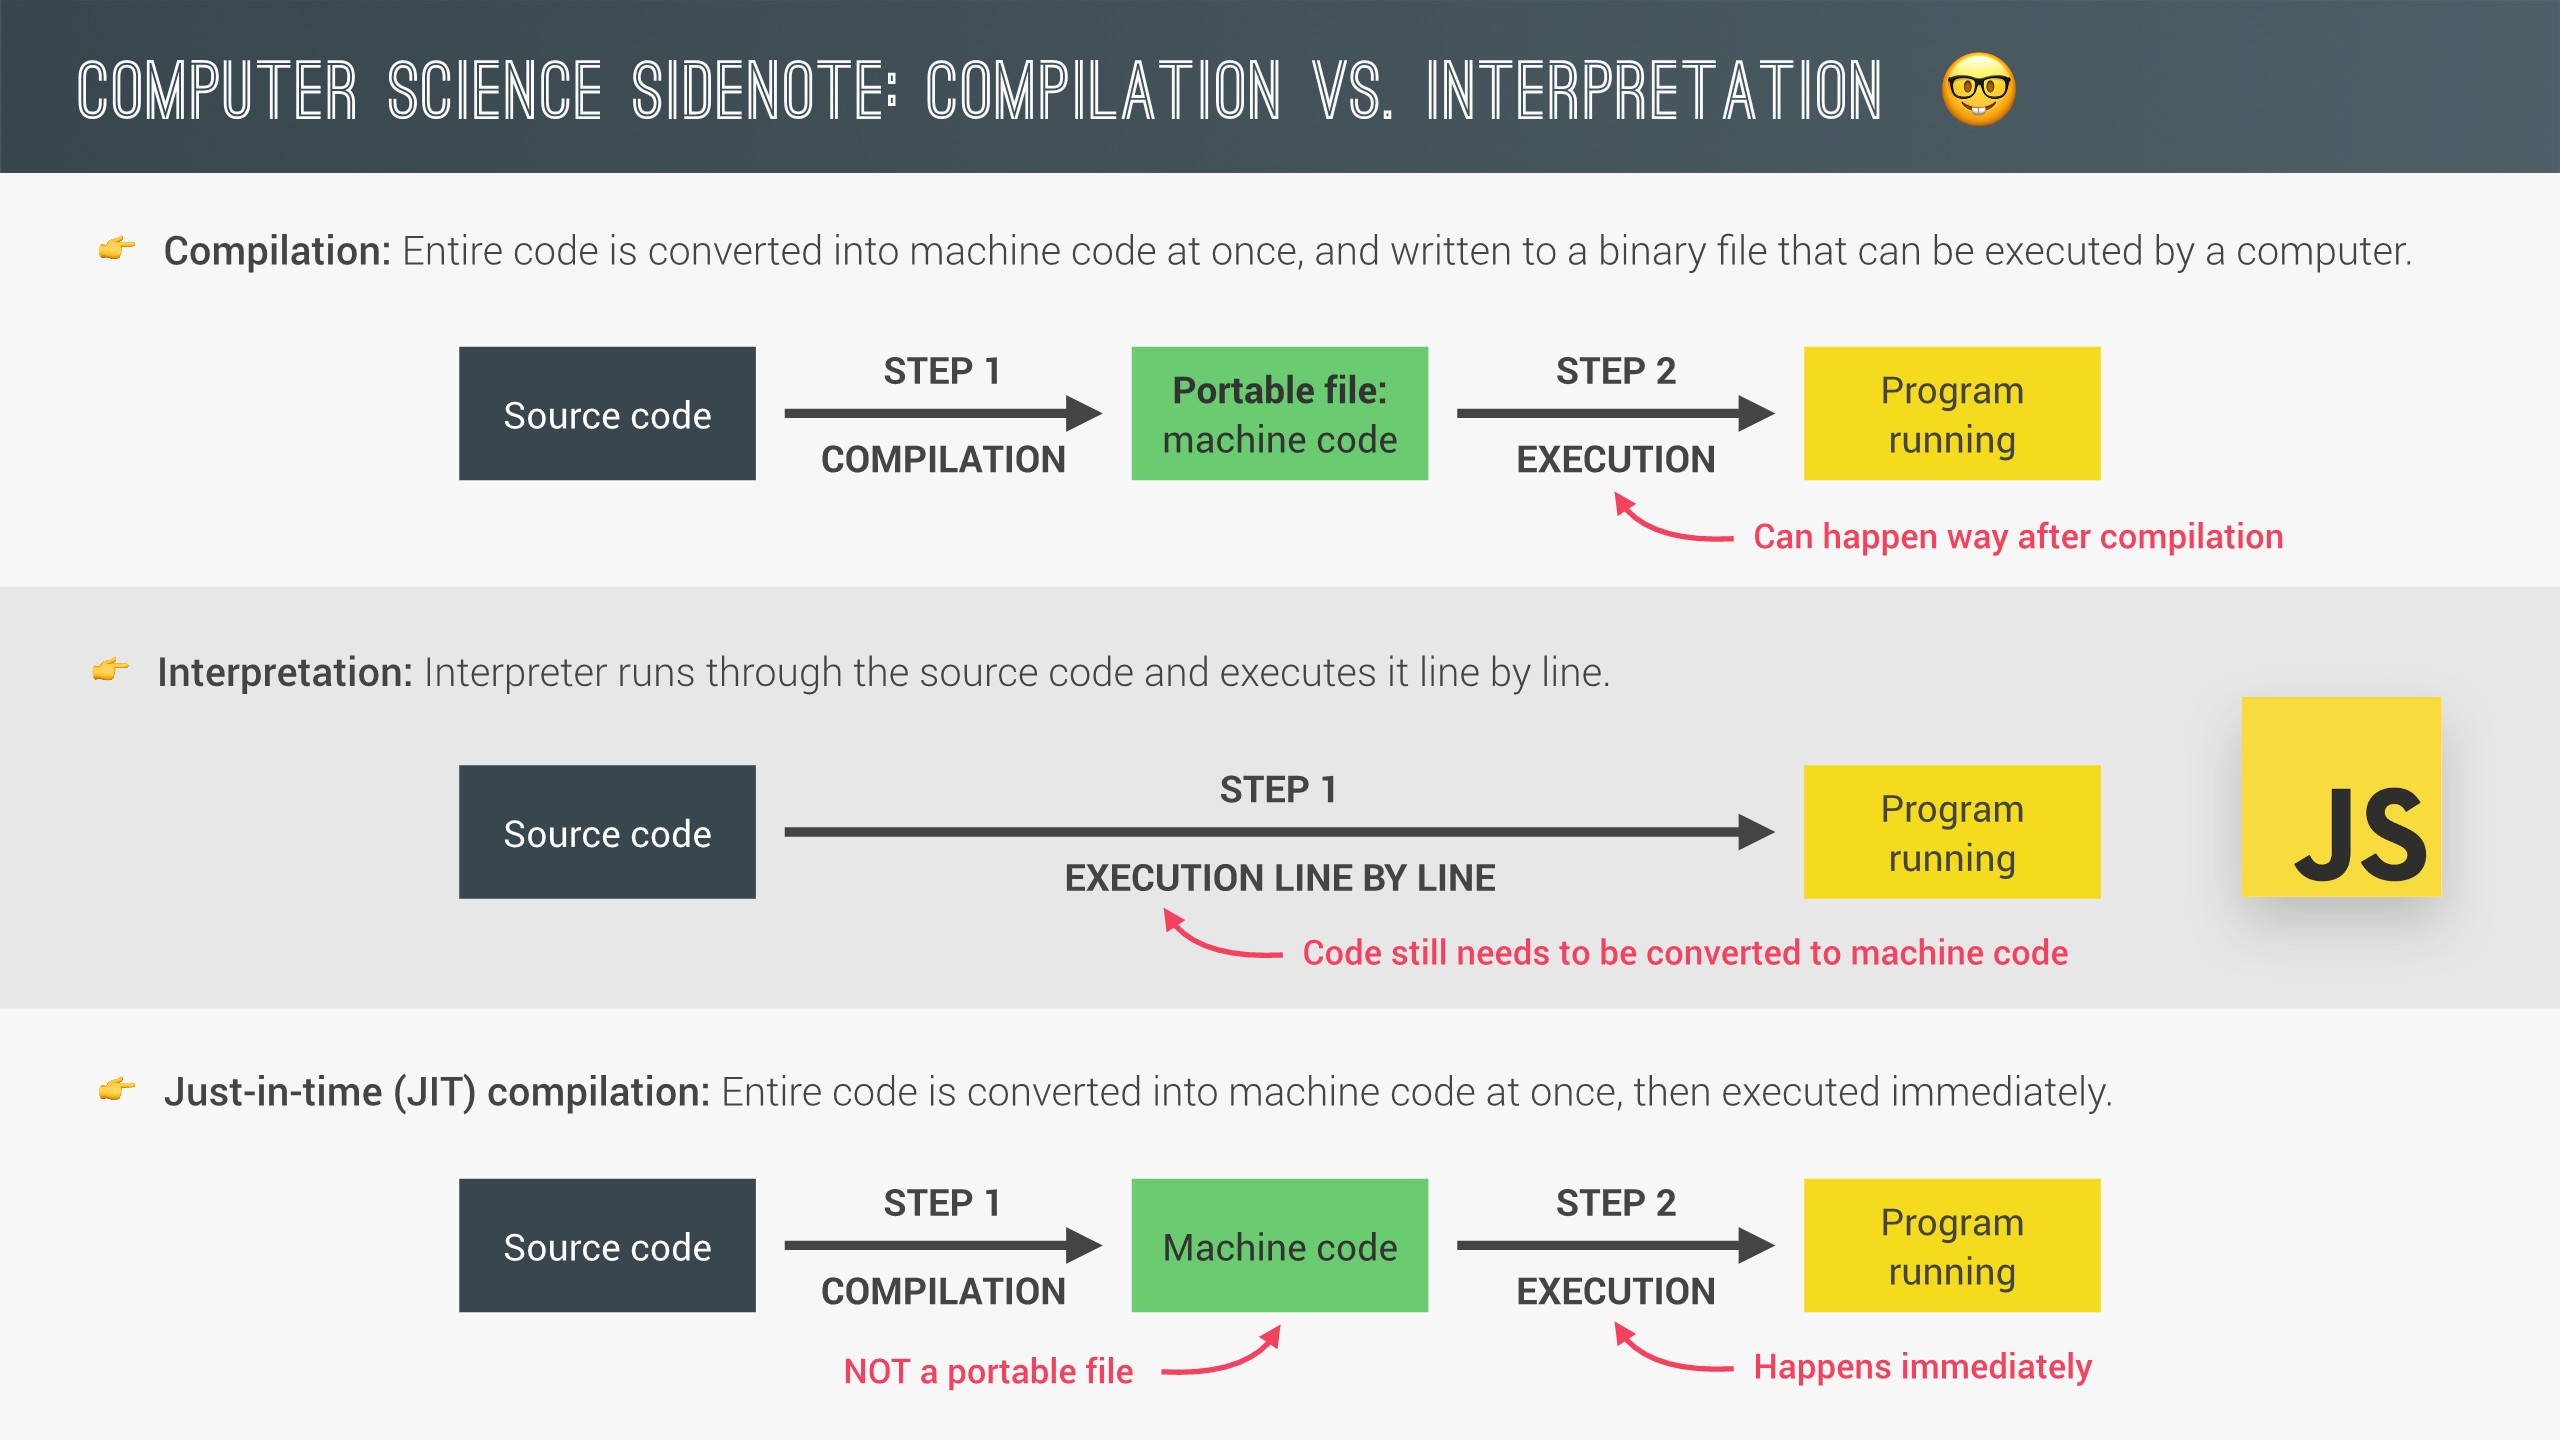 COMPUTER SCIENCE SIDENOTE: COMPILATION VS. INTERPRETATION
Compilation: Entire code is converted into machine code at once, and written to a binary file that can be executed by a computer.
Source code
STEP 1
COMPILATION
Portable file:
machine code
STEP 2
EXECUTION
Program
running
Can happen way after compilation
Interpretation: Interpreter runs through the source code and executes it line by line.
Source code
STEP 1
EXECUTION LINE BY LINE
Program
running
JS
Code still needs to be converted to machine code
Just-in-time (JIT) compilation: Entire code is converted into machine code at once, then executed immediately.
Source code
STEP 1
COMPILATION
Machine code
STEP 2
EXECUTION
Program
running
NOT a portable file
Happens immediately